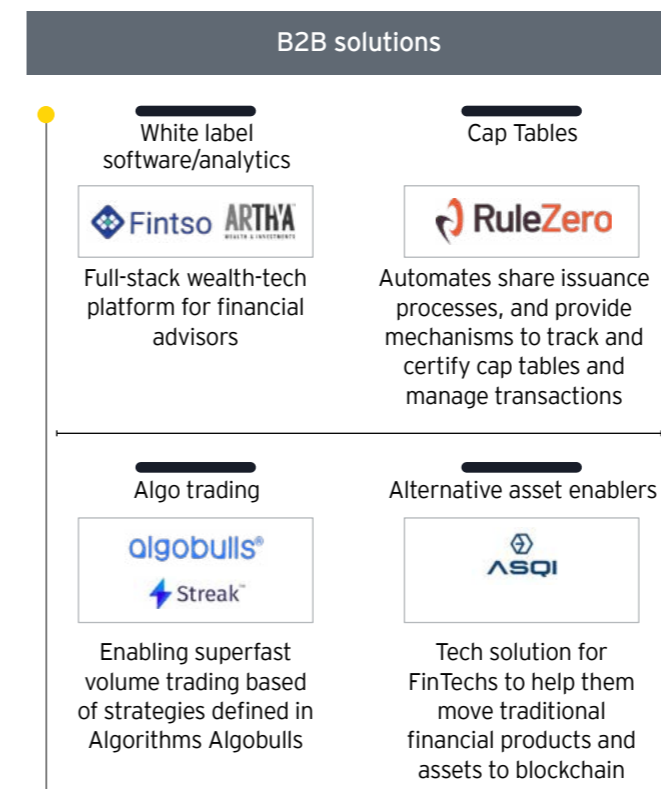 B2B solutions
White label
software/analytics
Fintso ARTHYA
WEALTH & INVESTMENTS
Full-stack wealth-tech
platform for financial
advisors
Cap Tables
RuleZero
Automates share issuance
processes, and provide
mechanisms to track and
certify cap tables and
manage transactions
Algo trading
algobulls®
Streak™
Enabling superfast
volume trading based
of strategies defined in
Algorithms Algobulls
Alternative asset enablers
ASQI
Tech solution for
FinTechs to help them
move traditional
financial products and
assets to blockchain